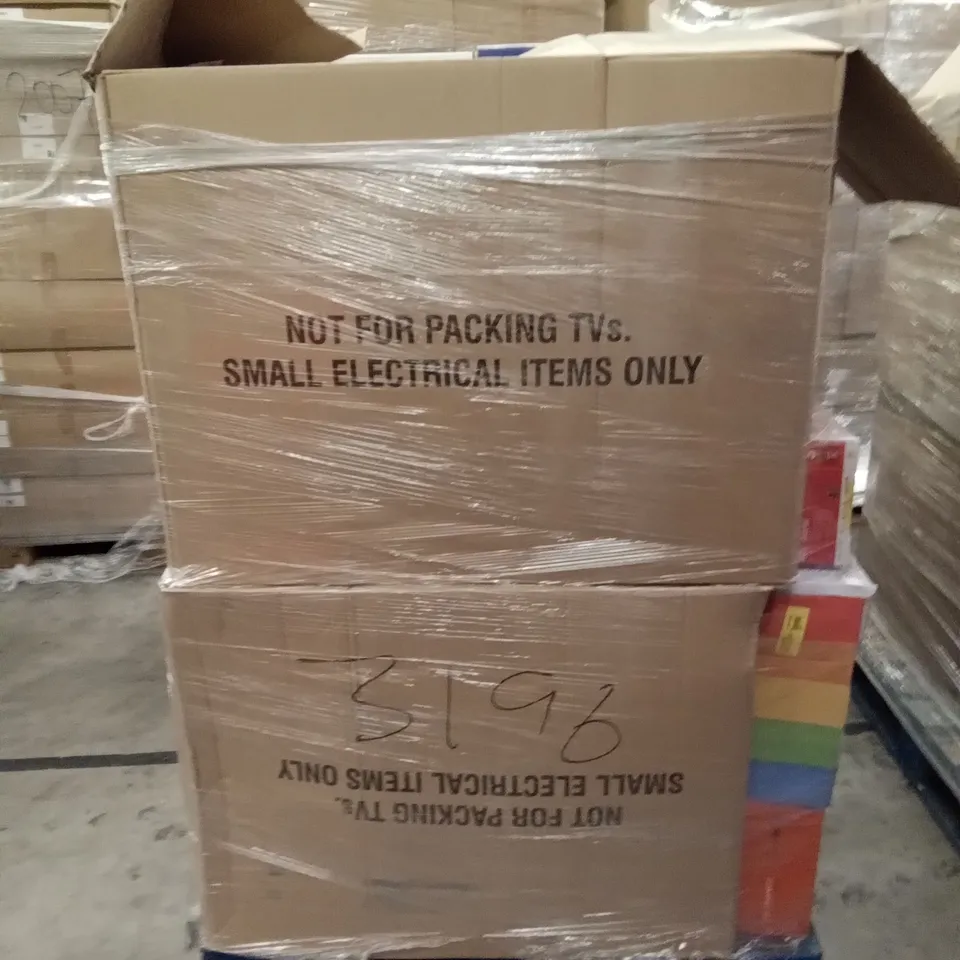 NOT FOR PACKING TVs.
SMALL ELECTRICAL ITEMS ONLY
3196
NOT FOR PACKING TVs.
SMALL ELECTRICAL ITEMS ONLY